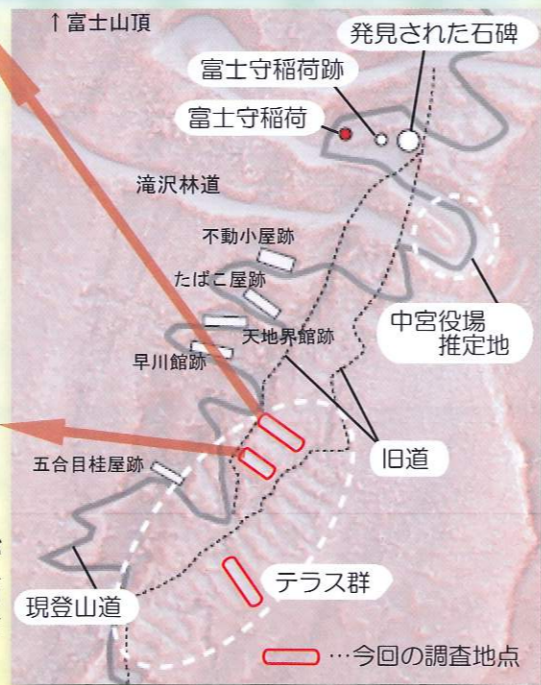 ↑富士山頂
発見された石碑
富士守稲荷跡
富士守稲荷
滝沢林道
不動小屋跡
たばこ屋跡
中宮役場
推定地
天地界館跡
早川館跡
旧道
五合目桂屋跡
テラス群
現登山道
…今回の調査地点